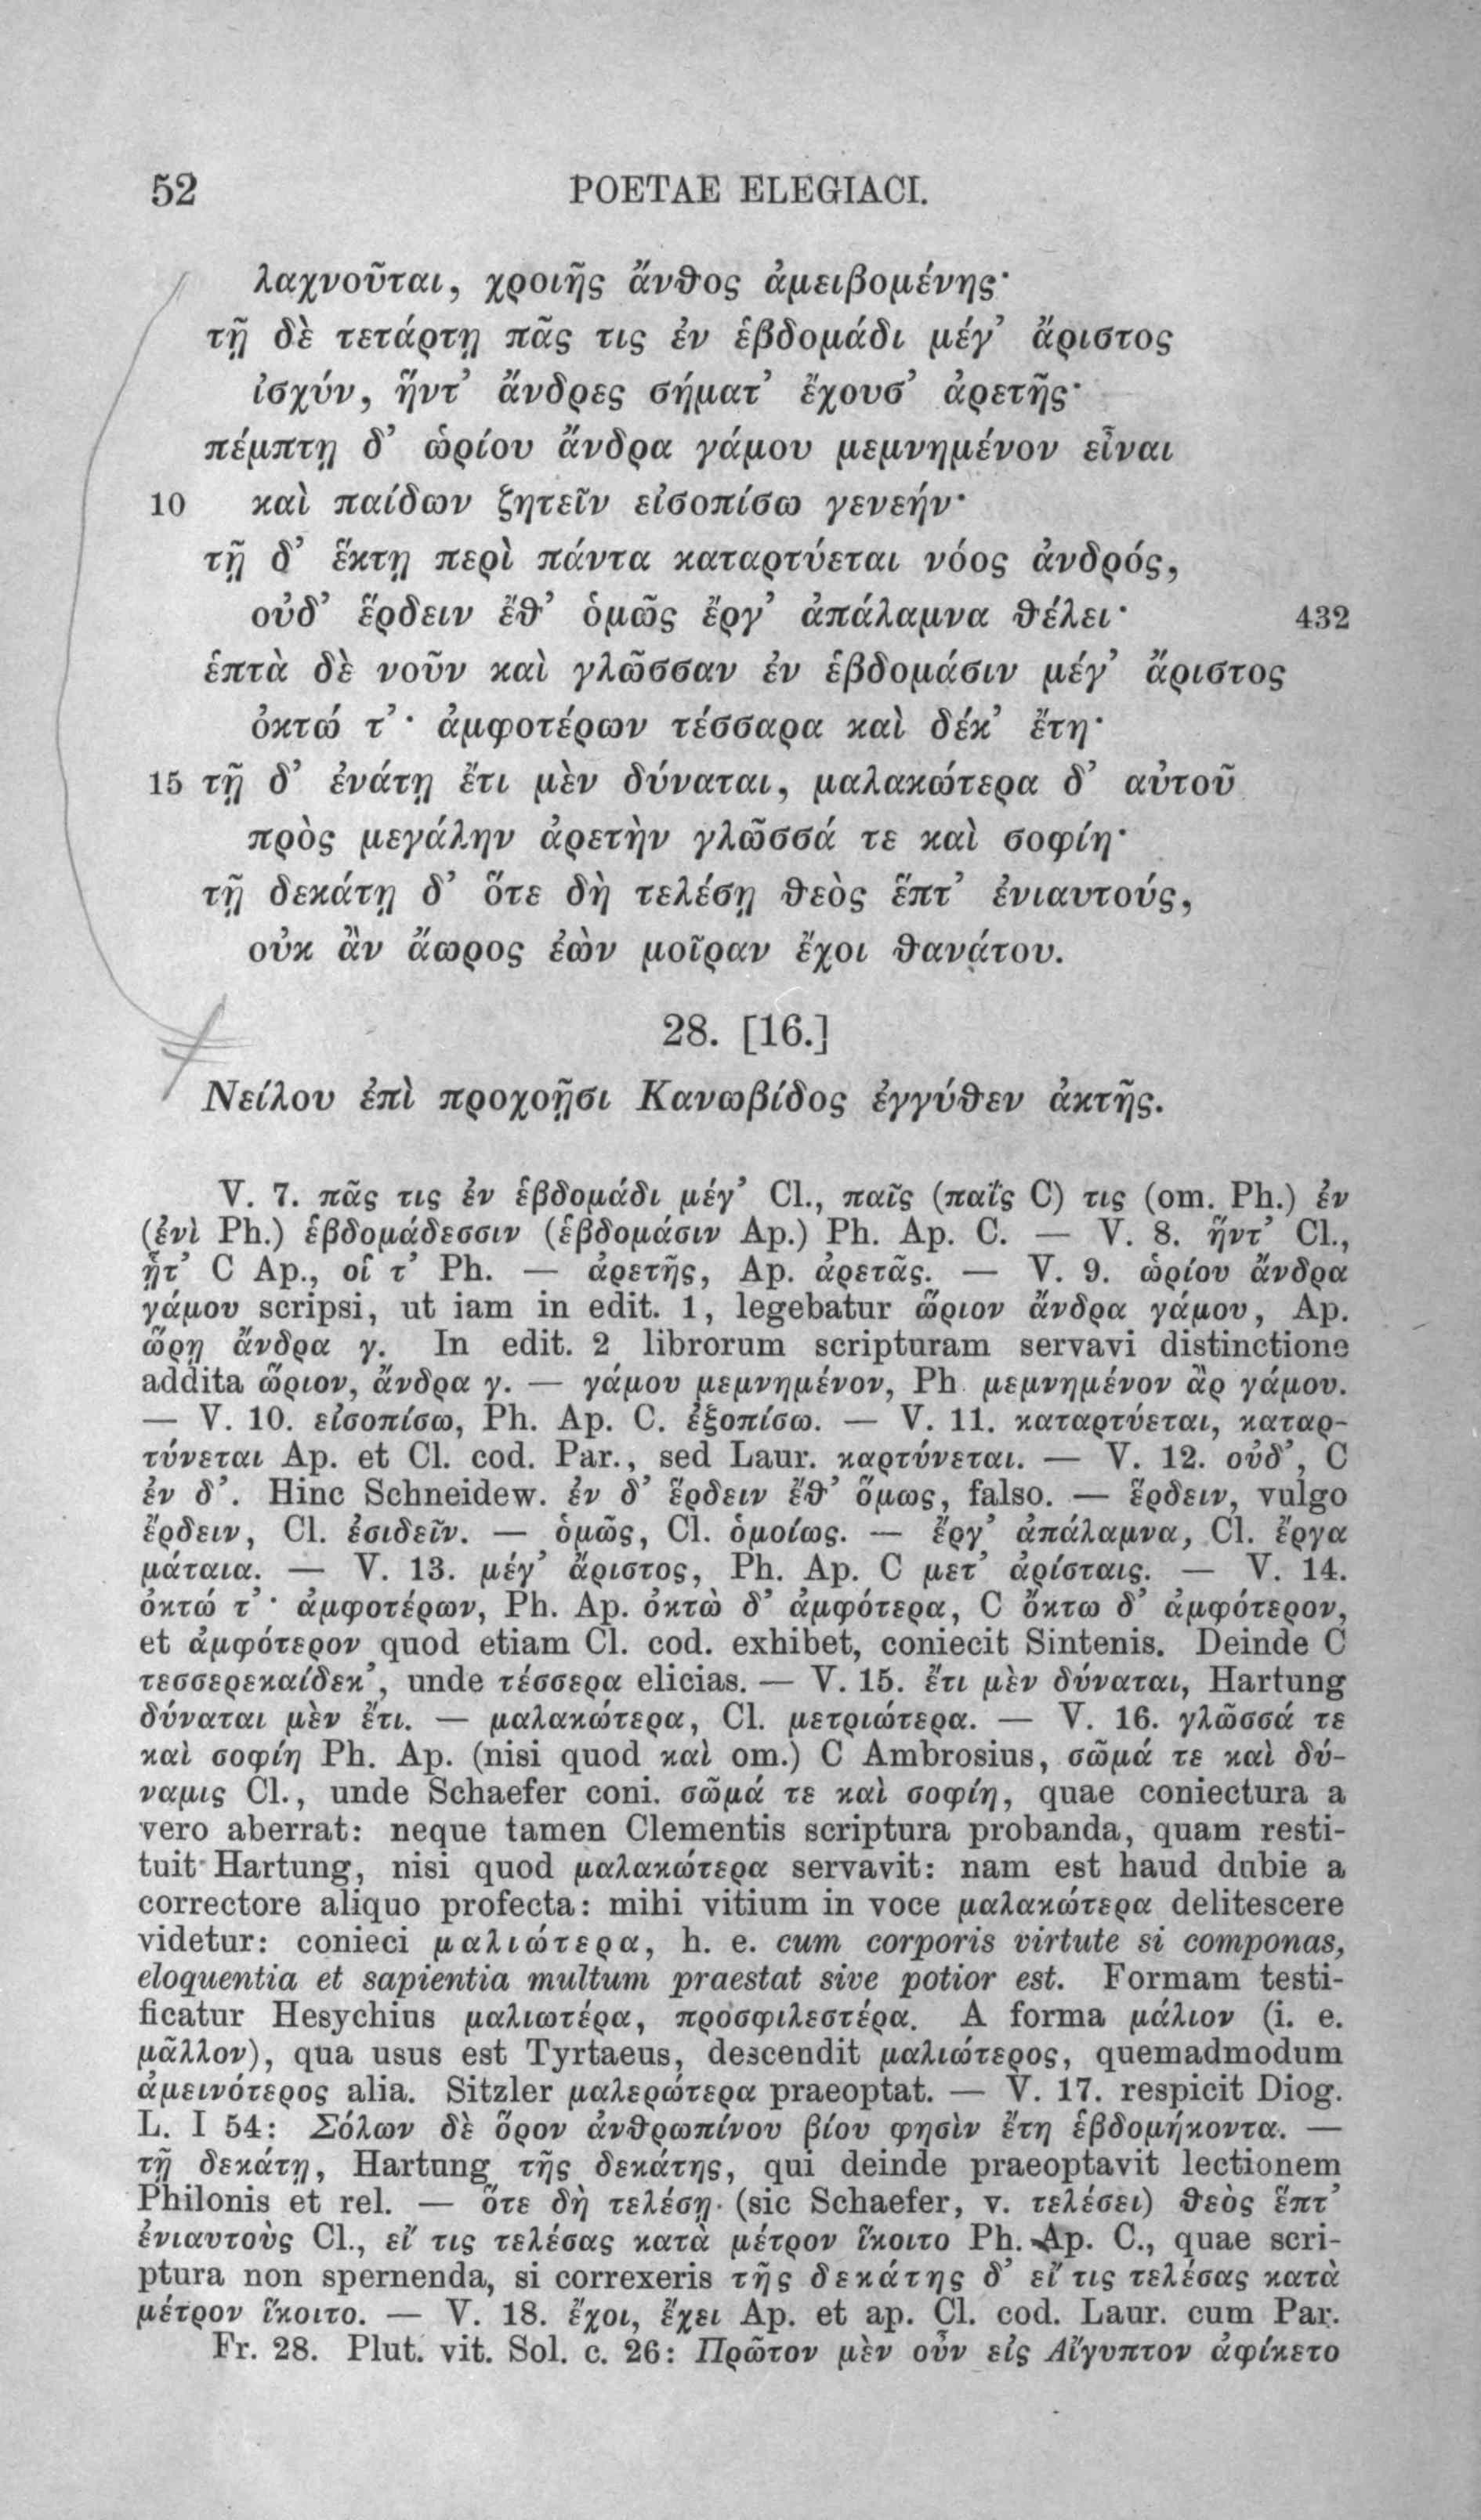 52 POETAE ELEGIACI.
λαχνοῦται, χροιῆς ἄνθος ἀμειβομένης·
τῇ δὲ τετάρτῃ πᾶς τις ἐν ἑβδομάδι μέγ’ ἄριστος
ἰσχύν, ἥντ’ ἄνδρες σήματ’ ἔχουσ’ ἀρετῆς·
πέμπτῃ δ’ ὡρίου ἄνδρα γάμου μεμνημένον εἶναι
10 καὶ παίδων ζητεῖν εἰσοπίσω γενεήν·
τῇ δ’ ἕκτῃ περὶ πάντα καταρτύεται νόος ἀνδρός,
οὐδ’ ἕρδειν ἔθ’ ὁμῶς ἔργ’ ἀπάλαμνα θέλει· 432
ἑπτὰ δὲ νοῦν καὶ γλῶσσαν ἐν ἑβδομάσιν μέγ’ ἄριστος
ὀκτώ τ’· ἀμφοτέρων τέσσαρα καὶ δέκ’ ἔτη·
15 τῇ δ’ ἐνάτῃ ἔτι μὲν δύναται, μαλακώτερα δ’ αὐτοῦ
πρὸς μεγάλην ἀρετὴν γλῶσσά τε καὶ σοφίη·
τῇ δεκάτῃ δ’ ὅτε δὴ τελέσῃ θεὸς ἕπτ’ ἐνιαυτούς,
οὐκ ἂν ἄωρος ἐὼν μοῖραν ἔχοι θανάτου.
28. [16.]
Νείλου ἐπὶ προχοῇσι Κανωβίδος ἐγγύθεν ἀκτῆς.
V. 7. πᾶς τις ἐν ἑβδομάδι μέγ’ Cl., παῖς (παΐς C) τις (om. Ph.) ἐν
(ἐνὶ Ph.) ἑβδομάδεσσιν (ἑβδομάσιν Ap.) Ph. Ap. C. — V. 8. ἥντ’ Cl.,
ᾗτ’ C Ap., οἵ τ’ Ph. — ἀρετῆς, Ap. ἀρετᾶς. — V. 9. ὡρίου ἄνδρα
γάμου scripsi, ut iam in edit. 1, legebatur ὥριον ἄνδρα γάμου, Ap.
ὥρῃ ἄνδρα γ. In edit. 2 librorum scripturam servavi distinctione
addita ὥριον, ἄνδρα γ. — γάμου μεμνημένον, Ph. μεμνημένον ἂρ γάμου.
— V. 10. εἰσοπίσω, Ph. Ap. C. ἐξοπίσω. — V. 11. καταρτύεται, καταρ-
τύνεται Ap. et Cl. cod. Par., sed Laur. καρτύνεται. — V. 12. οὐδ’, C
ἐν δ’. Hinc Schneidew. ἐν δ’ ἕρδειν ἔθ’ ὅμως, falso. — ἕρδειν, vulgo
ἔρδειν, Cl. ἐσιδεῖν. — ὁμῶς, Cl. ὁμοίως. — ἔργ’ ἀπάλαμνα, Cl. ἔργα
μάταια. — V. 13. μέγ’ ἄριστος, Ph. Ap. C μετ’ ἀρίσταις. — V. 14.
ὀκτώ τ’· ἀμφοτέρων, Ph. Ap. ὀκτὼ δ’ ἀμφότερα, C ὄκτω δ’ ἀμφότερον,
et ἀμφότερον quod etiam Cl. cod. exhibet, coniecit Sintenis. Deinde C
τεσσερεκαίδεκ’, unde τέσσερα elicias. — V. 15. ἔτι μὲν δύναται, Hartung
δύναται μὲν ἔτι. — μαλακώτερα, Cl. μετριώτερα. — V. 16. γλῶσσά τε
καὶ σοφίη Ph. Ap. (nisi quod καὶ om.) C Ambrosius, σῶμά τε καὶ δύ-
ναμις Cl., unde Schaefer coni. σῶμά τε καὶ σοφίη, quae coniectura a
vero aberrat: neque tamen Clementis scriptura probanda, quam resti-
tuit Hartung, nisi quod μαλακώτερα servavit: nam est haud dubie a
correctore aliquo profecta: mihi vitium in voce μαλακώτερα delitescere
videtur: conieci μαλιώτερα, h. e. cum corporis virtute si componas,
eloquentia et sapientia multum praestat sive potior est. Formam testi-
ficatur Hesychius μαλιωτέρα, προσφιλεστέρα. A forma μάλιον (i. e.
μᾶλλον), qua usus est Tyrtaeus, descendit μαλιώτερος, quemadmodum
ἀμεινότερος alia. Sitzler μαλερώτερα praeoptat. — V. 17. respicit Diog.
L. I 54: Σόλων δὲ ὅρον ἀνθρωπίνου βίου φησὶν ἔτη ἑβδομήκοντα. —
τῇ δεκάτῃ, Hartung τῆς δεκάτης, qui deinde praeoptavit lectionem
Philonis et rel. — ὅτε δὴ τελέσῃ (sic Schaefer, v. τελέσει) θεὸς ἕπτ’
ἐνιαυτοὺς Cl., εἴ τις τελέσας κατὰ μέτρον ἵκοιτο Ph. Ap. C., quae scri-
ptura non spernenda, si correxeris τῆς δεκάτης δ’ εἴ τις τελέσας κατὰ
μέτρον ἵκοιτο. — V. 18. ἔχοι, ἔχει Ap. et ap. Cl. cod. Laur. cum Par.
Fr. 28. Plut. vit. Sol. c. 26: Πρῶτον μὲν οὖν εἰς Αἴγυπτον ἀφίκετο